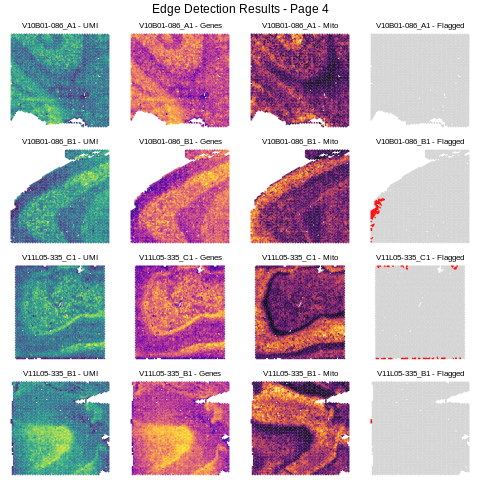 Edge Detection Results - Page 4
V10B01-086_A1 - UMI
V10B01-086_A1 - Genes
V10B01-086_A1 - Mito
V10B01-086_A1 - Flagged
V10B01-086_B1 - UMI
V10B01-086_B1 - Genes
V10B01-086_B1 - Mito
V10B01-086_B1 - Flagged
V11L05-335_C1 - UMI
V11L05-335_C1 - Genes
V11L05-335_C1 - Mito
V11L05-335_C1 - Flagged
V11L05-335_B1 - UMI
V11L05-335_B1 - Genes
V11L05-335_B1 - Mito
V11L05-335_B1 - Flagged